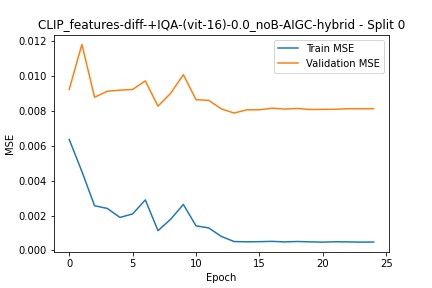 CLIP_features-diff-+IQA-(vit-16)-0.0_noB-AIGC-hybrid - Split 0
Train MSE
Validation MSE
MSE
0.012
0.010
0.008
0.006
0.004
0.002
0.000
0 5 10 15 20 25
Epoch